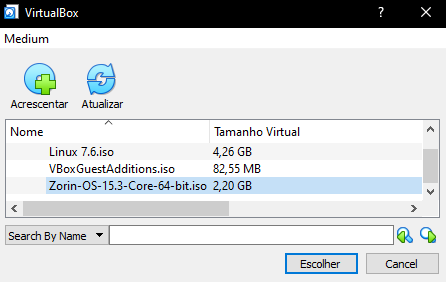 VirtualBox
Medium
Acrescentar Atualizar
Nome Tamanho Virtual
Linux 7.6.iso 4,26 GB
VBoxGuestAdditions.iso 82,55 MB
Zorin-OS-15.3-Core-64-bit.iso 2,20 GB
Search By Name
Escolher Cancel